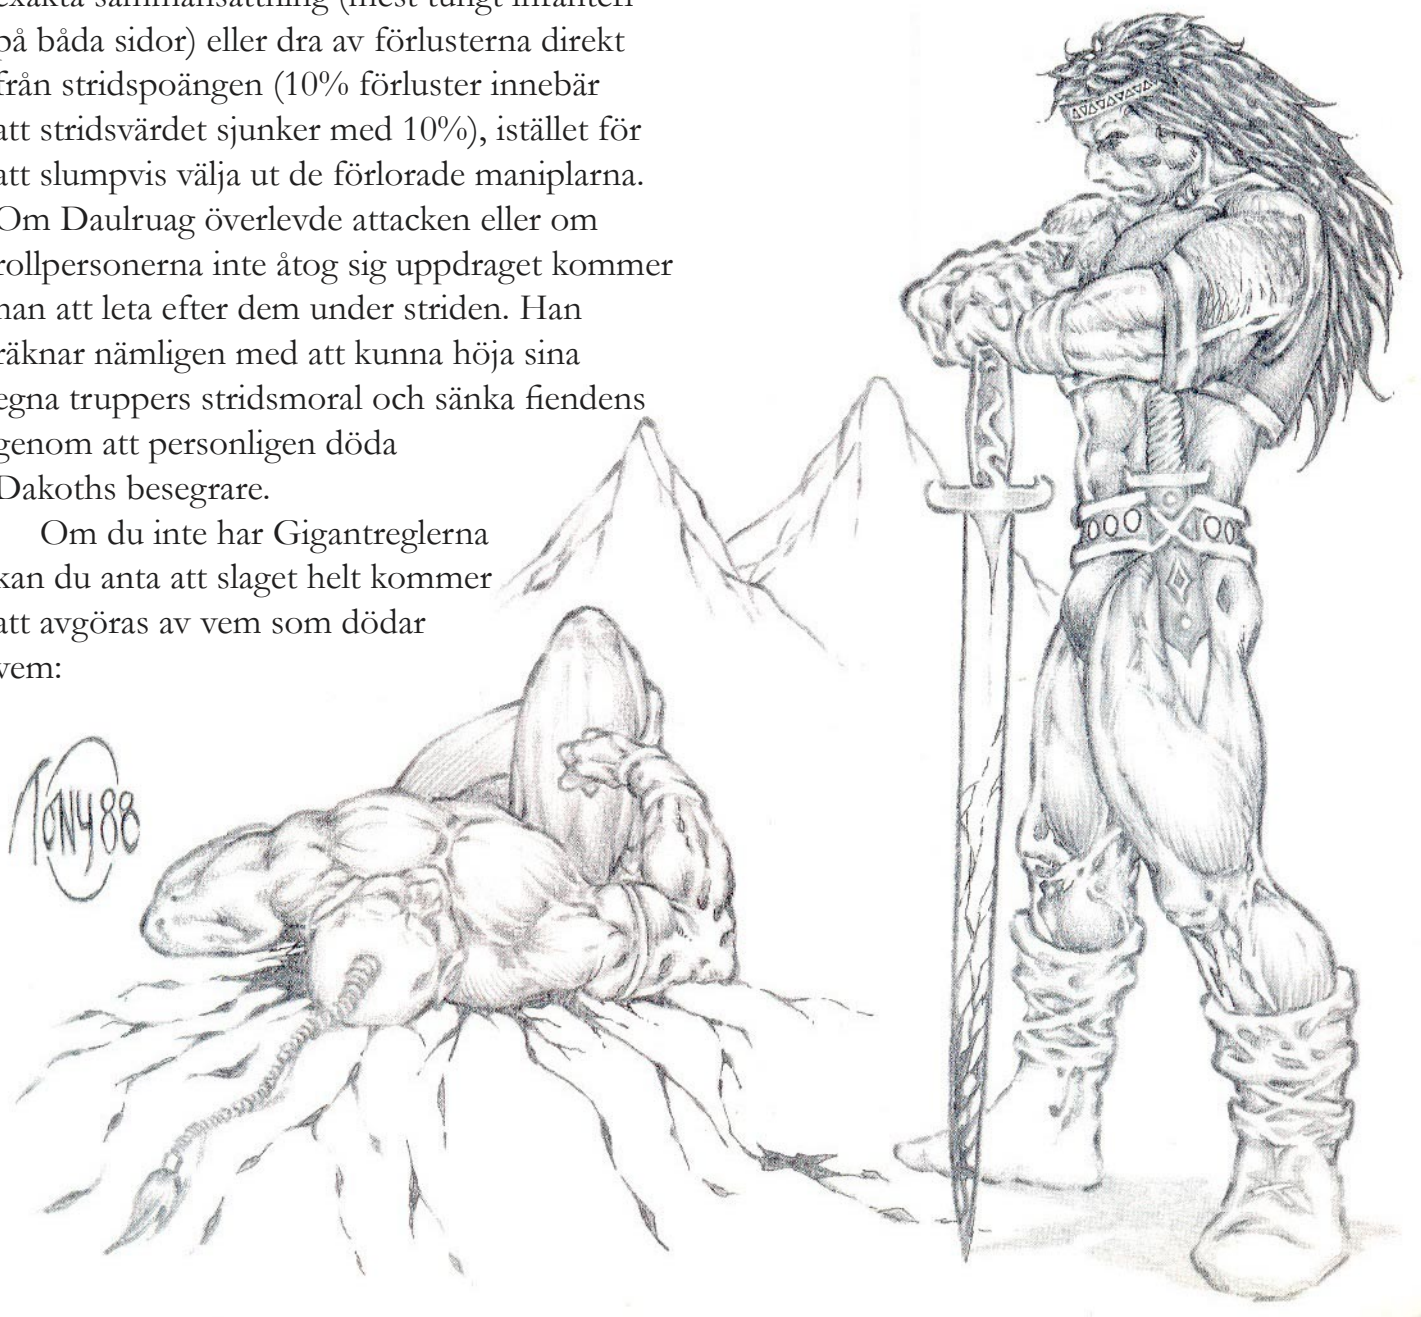 exakta sammansättning (mest tungt infanteri
på båda sidor) eller dra av förlusterna direkt
från stridspoängen (10% förluster innebär
att stridsvärdet sjunker med 10%), istället för
att slumpvis välja ut de förlorade maniplarna.
Om Daulruag överlevde attacken eller om
rollpersonerna inte åtog sig uppdraget kommer
han att leta efter dem under striden. Han
räknar nämligen med att kunna höja sina
egna truppers stridsmoral och sänka fiendens
genom att personligen döda
Dakoths besegrare.
Om du inte har Gigantreglerna
kan du anta att slaget helt kommer
att avgöras av vem som dödar
vem:
TONY 88